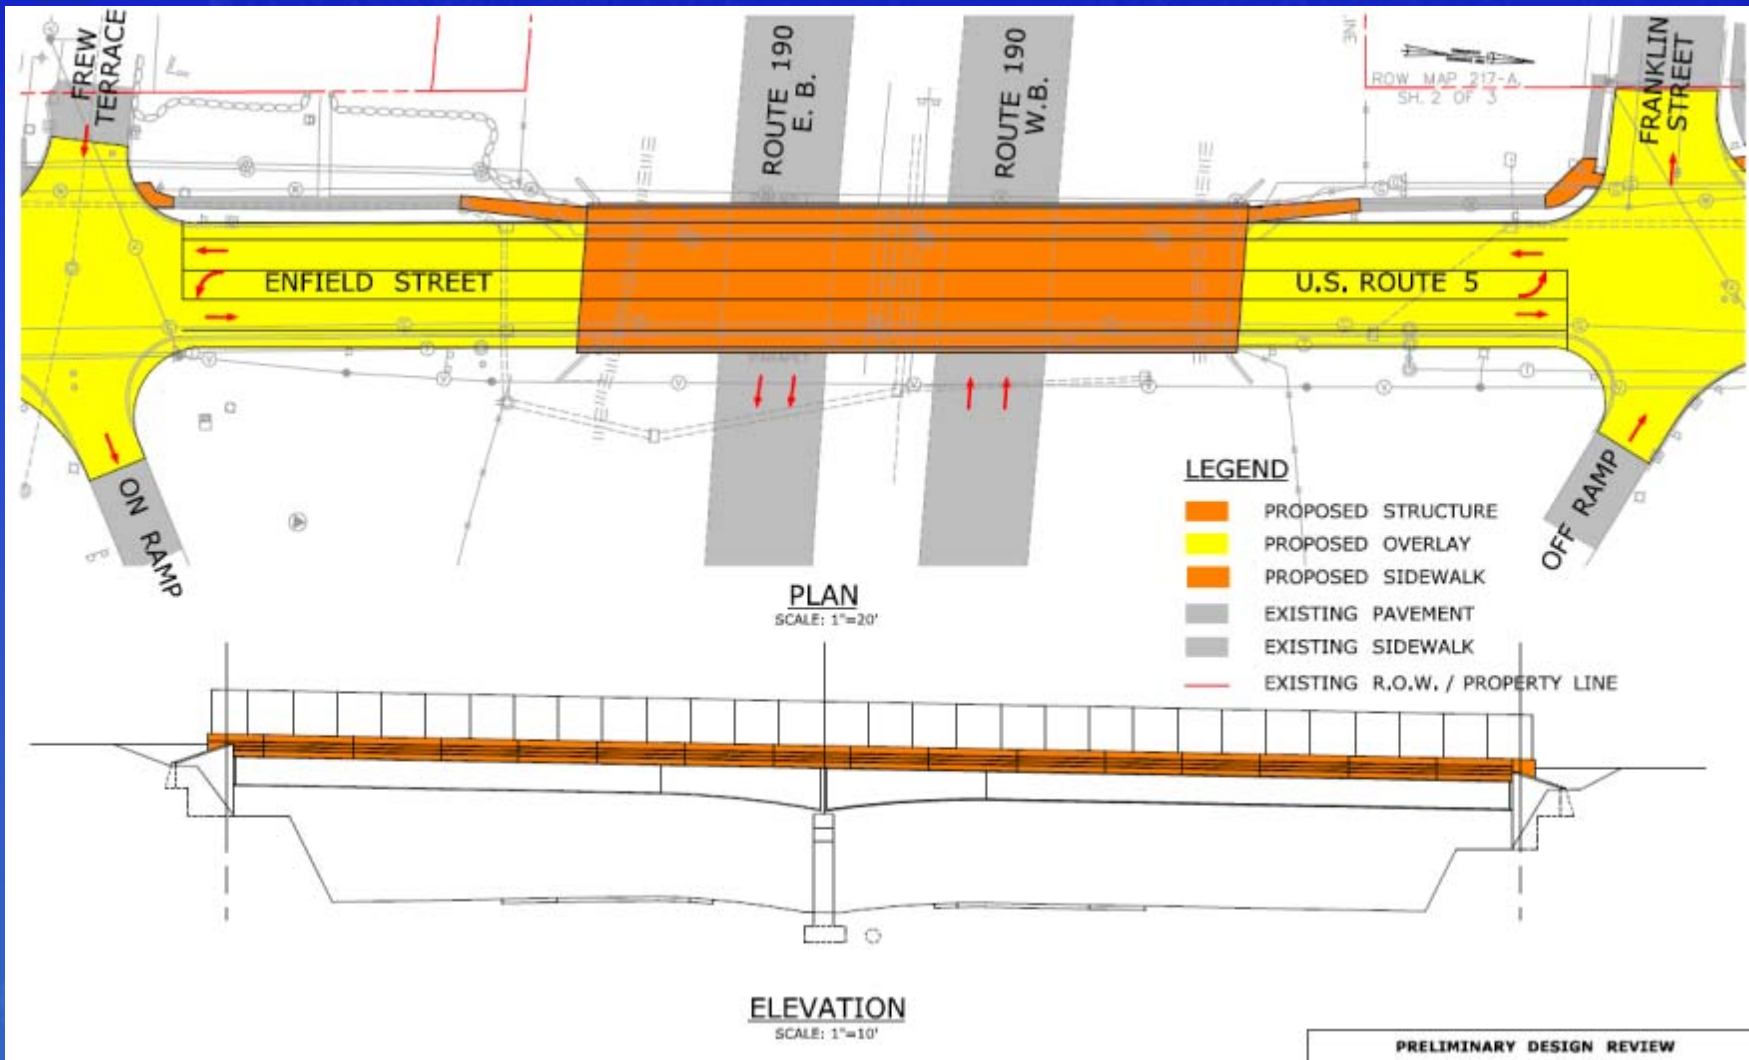 FREW
TERRACE
ROUTE 190
E. B.
ROUTE 190
W.B.
ROW MAP 217-A,
SH. 2 OF 3
FRANKLIN
STREET
ENFIELD STREET
U.S. ROUTE 5
ON RAMP
OFF RAMP
LEGEND
PROPOSED STRUCTURE
PROPOSED OVERLAY
PROPOSED SIDEWALK
EXISTING PAVEMENT
EXISTING SIDEWALK
EXISTING R.O.W. / PROPERTY LINE
PLAN
SCALE: 1"=20'
ELEVATION
SCALE: 1"=10'
PRELIMINARY DESIGN REVIEW